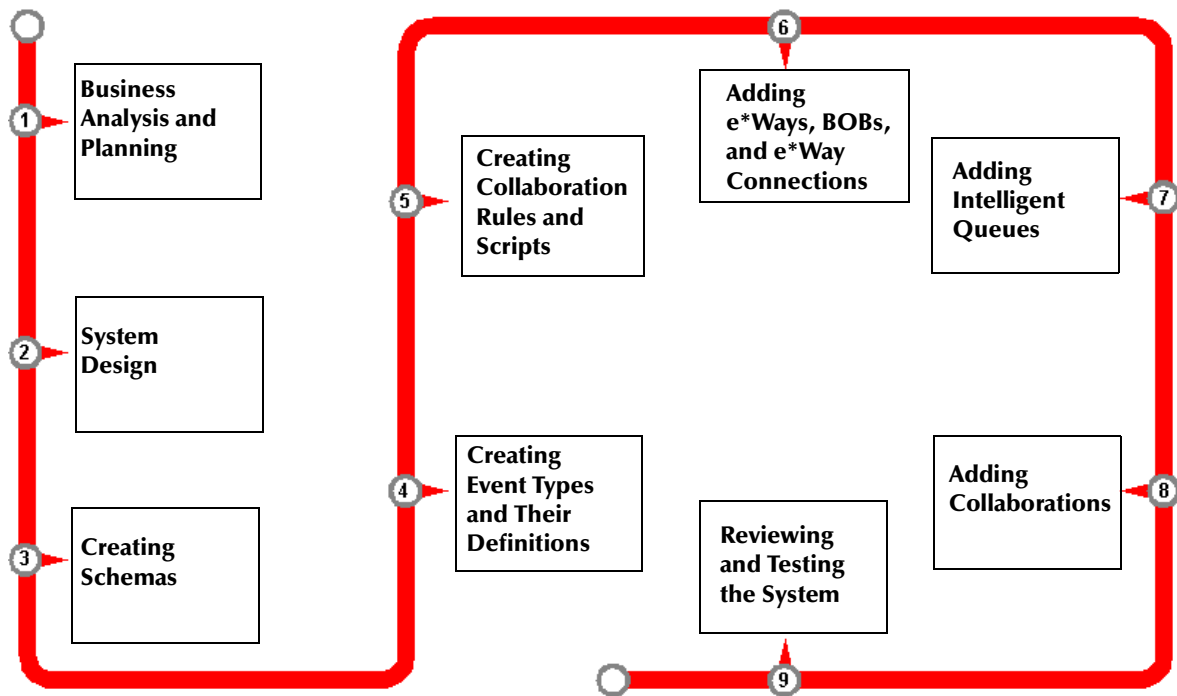 1
Business
Analysis and
Planning
2
System
Design
3
Creating
Schemas
4
Creating
Event Types
and Their
Definitions
5
Creating
Collaboration
Rules and
Scripts
6
Adding
e*Ways, BOBs,
and e*Way
Connections
7
Adding
Intelligent
Queues
8
Adding
Collaborations
9
Reviewing
and Testing
the System